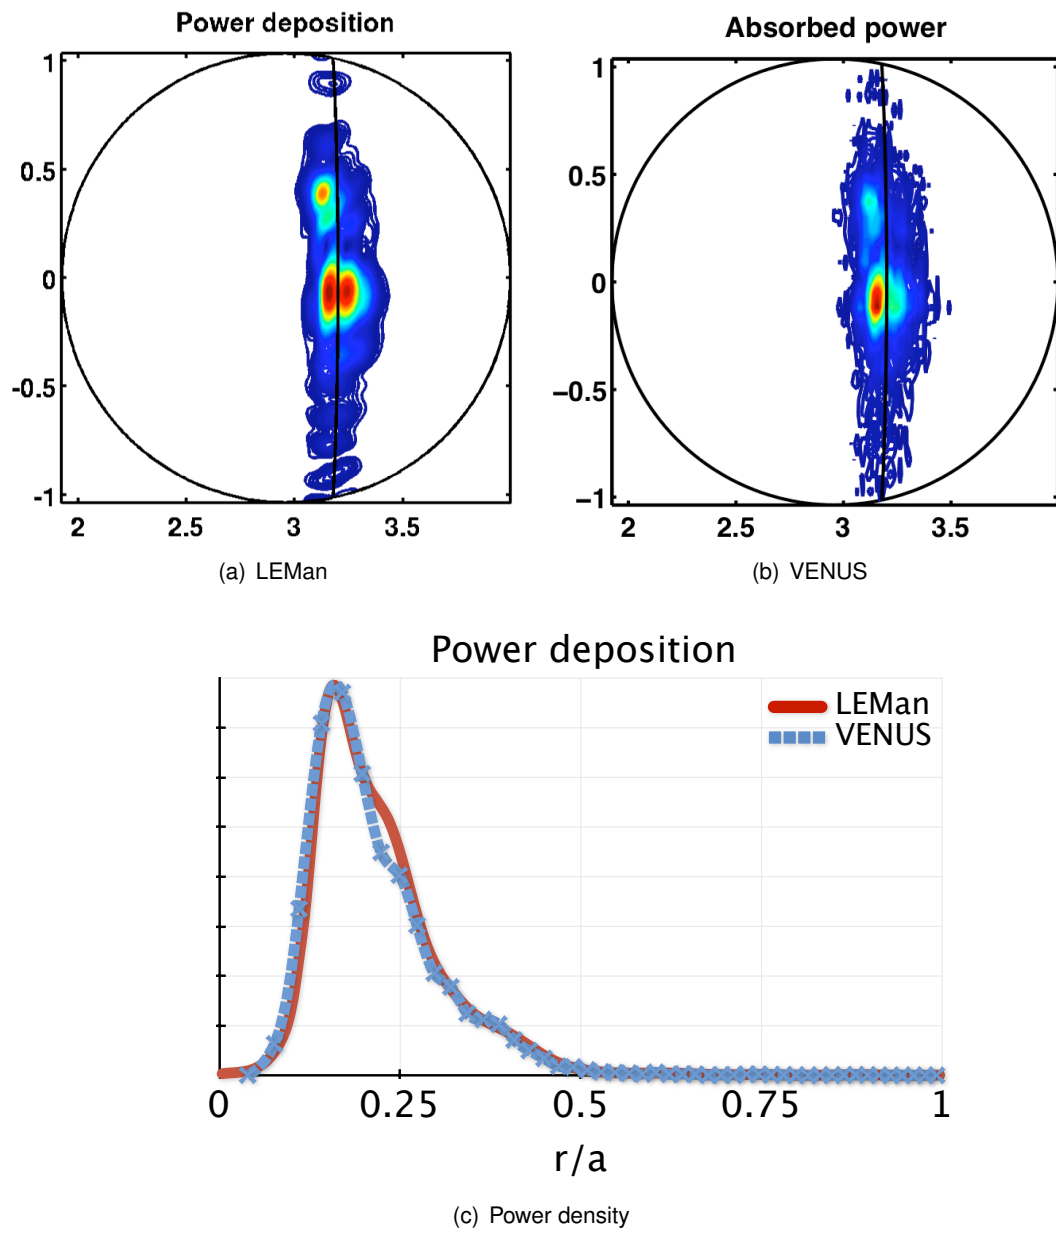 Power deposition
1
0.5
0
-0.5
-1
2 2.5 3 3.5
(a) LEMan
Absorbed power
1
0.5
0
−0.5
−1
2 2.5 3 3.5
(b) VENUS
Power deposition
LEMan
VENUS
0 0.25 0.5 0.75 1
r/a
(c) Power density